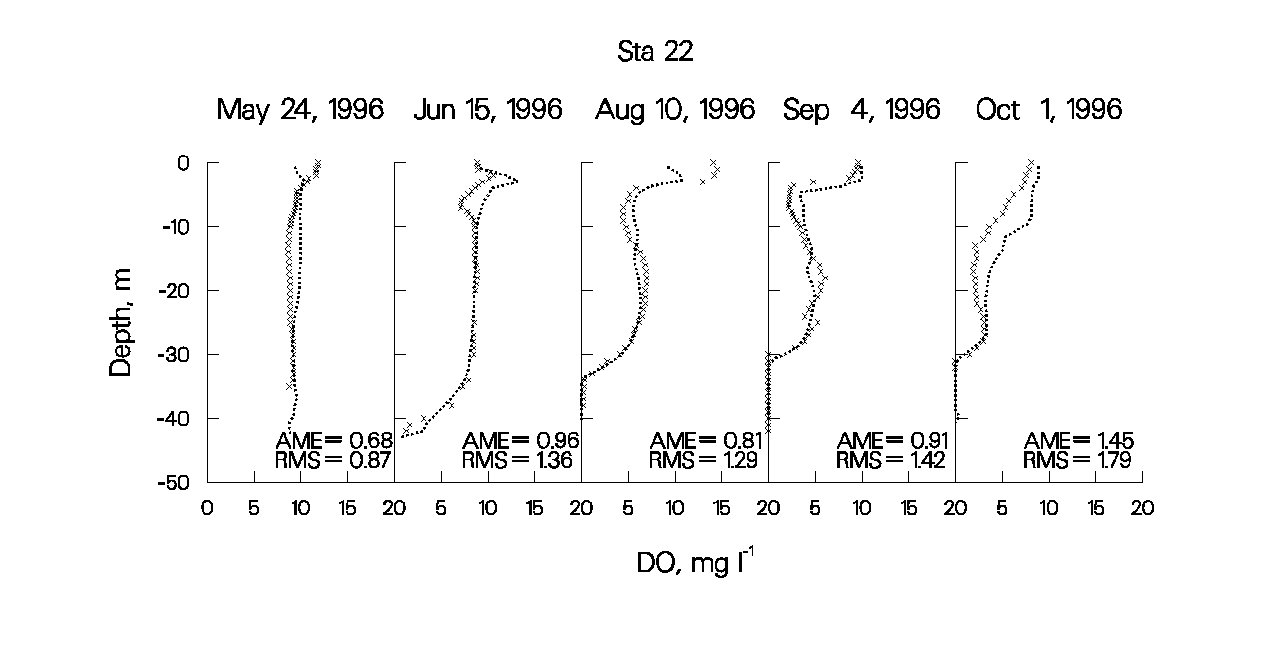 Sta 22
May 24, 1996 Jun 15, 1996 Aug 10, 1996 Sep 4, 1996 Oct 1, 1996
0
-10
-20
-30
-40
-50
Depth, m
AME= 0.68 AME= 0.96 AME= 0.81 AME= 0.91 AME= 1.45
RMS = 0.87 RMS = 1.36 RMS = 1.29 RMS = 1.42 RMS = 1.79
0 5 10 15 20 5 10 15 20 5 10 15 20 5 10 15 20 5 10 15 20
DO, mg l-1